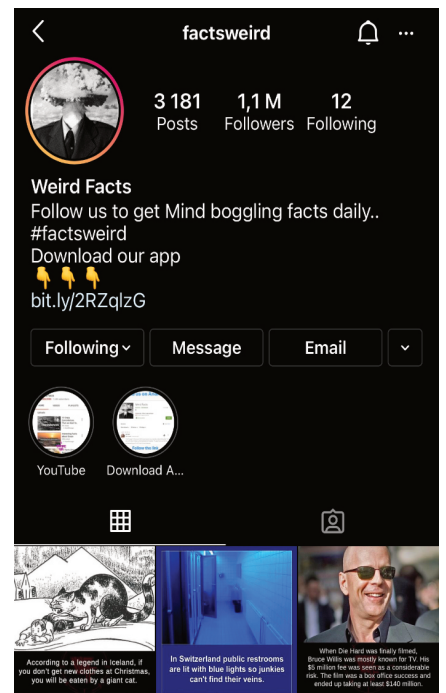 factsweird
3 181
1,1 M
12
Posts
Followers
Following
Weird Facts
Follow us to get Mind boggling facts daily..
#factsweird
Download our app
bit.ly/2RZqlzG
Following
Message
Email
YouTube
Download A...
According to a legend in Iceland, if
you don't get new clothes at Christmas,
you will be eaten by a giant cat.
In Switzerland public restrooms
are lit with blue lights so junkies
can't find their veins.
When Die Hard was finally filmed,
Bruce Willis was mostly known for TV. His
$5 million fee was seen as a considerable
risk. The film was a box office success and
ended up taking at least $140 million.